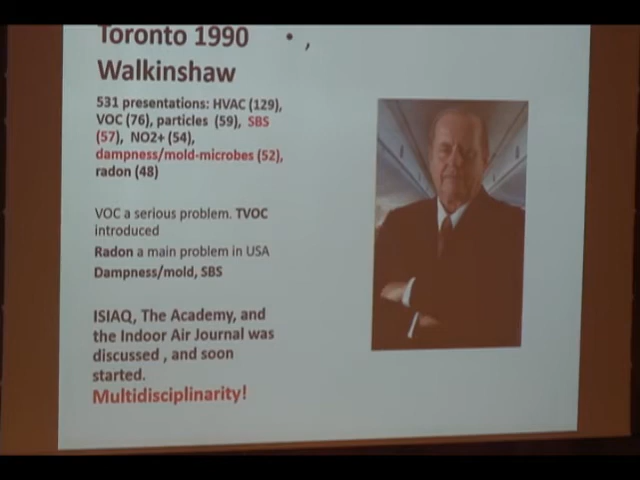 Toronto 1990 • ,
Walkinshaw
531 presentations: HVAC (129),
VOC (76), particles (59), SBS
(57), NO2+ (54),
dampness/mold-microbes (52),
radon (48)
VOC a serious problem. TVOC
introduced
Radon a main problem in USA
Dampness/mold, SBS
ISIAQ, The Academy, and
the Indoor Air Journal was
discussed , and soon
started.
Multidisciplinarity!